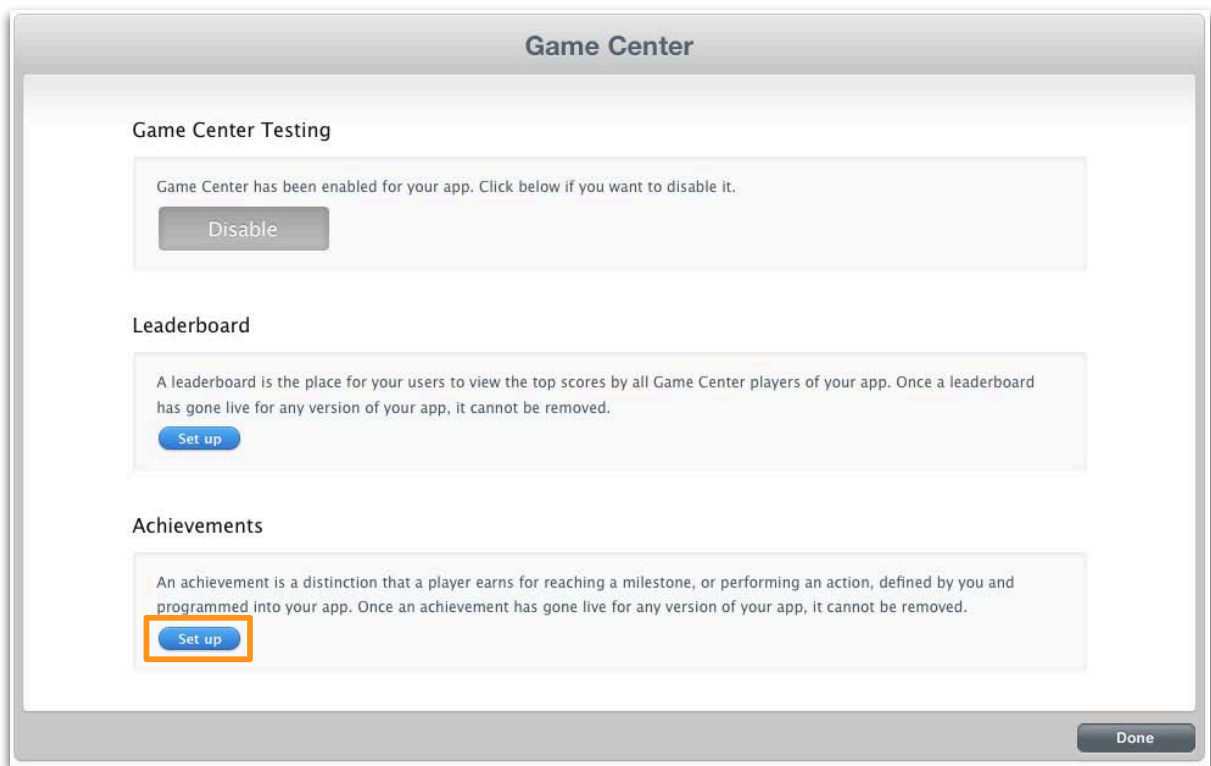 Game Center
Game Center Testing
Game Center has been enabled for your app. Click below if you want to disable it.
Disable
Leaderboard
A leaderboard is the place for your users to view the top scores by all Game Center players of your app. Once a leaderboard
has gone live for any version of your app, it cannot be removed.
Set up
Achievements
An achievement is a distinction that a player earns for reaching a milestone, or performing an action, defined by you and
programmed into your app. Once an achievement has gone live for any version of your app, it cannot be removed.
Set up
Done